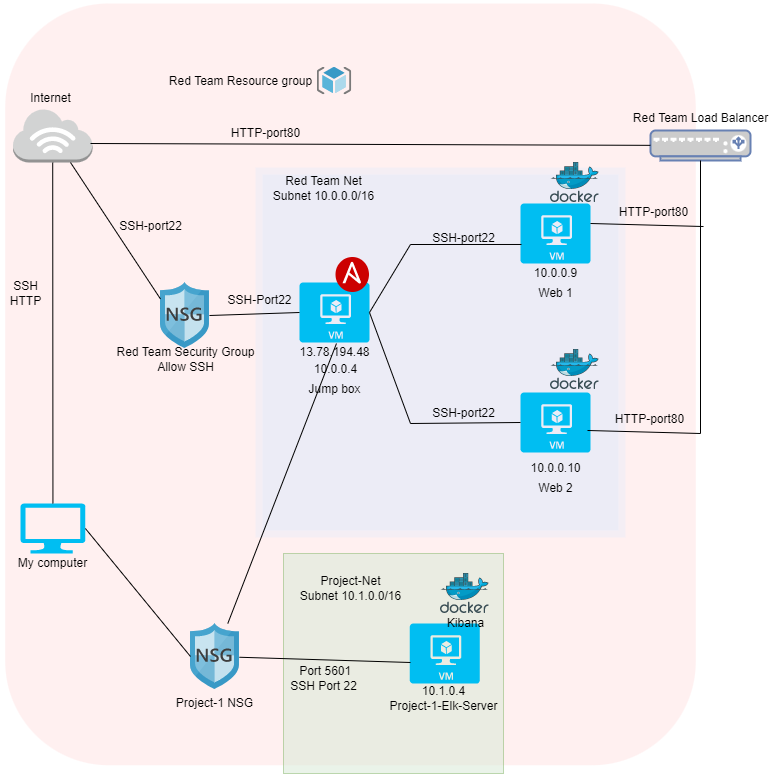 Red Team Resource group
Internet
Red Team Load Balancer
HTTP-port80
Red Team Net
Subnet 10.0.0.0/16
docker
SSH-port22
HTTP-port80
SSH-port22
VM
10.0.0.9
Web 1
SSH
HTTP
A
NSG
SSH-Port22
VM
Red Team Security Group
Allow SSH
13.78.194.48
10.0.0.4
Jump box
docker
SSH-port22
HTTP-port80
VM
10.0.0.10
Web 2
My computer
Project-Net
Subnet 10.1.0.0/16
docker
Kibana
NSG
Port 5601
SSH Port 22
VM
10.1.0.4
Project-1-Elk-Server
Project-1 NSG